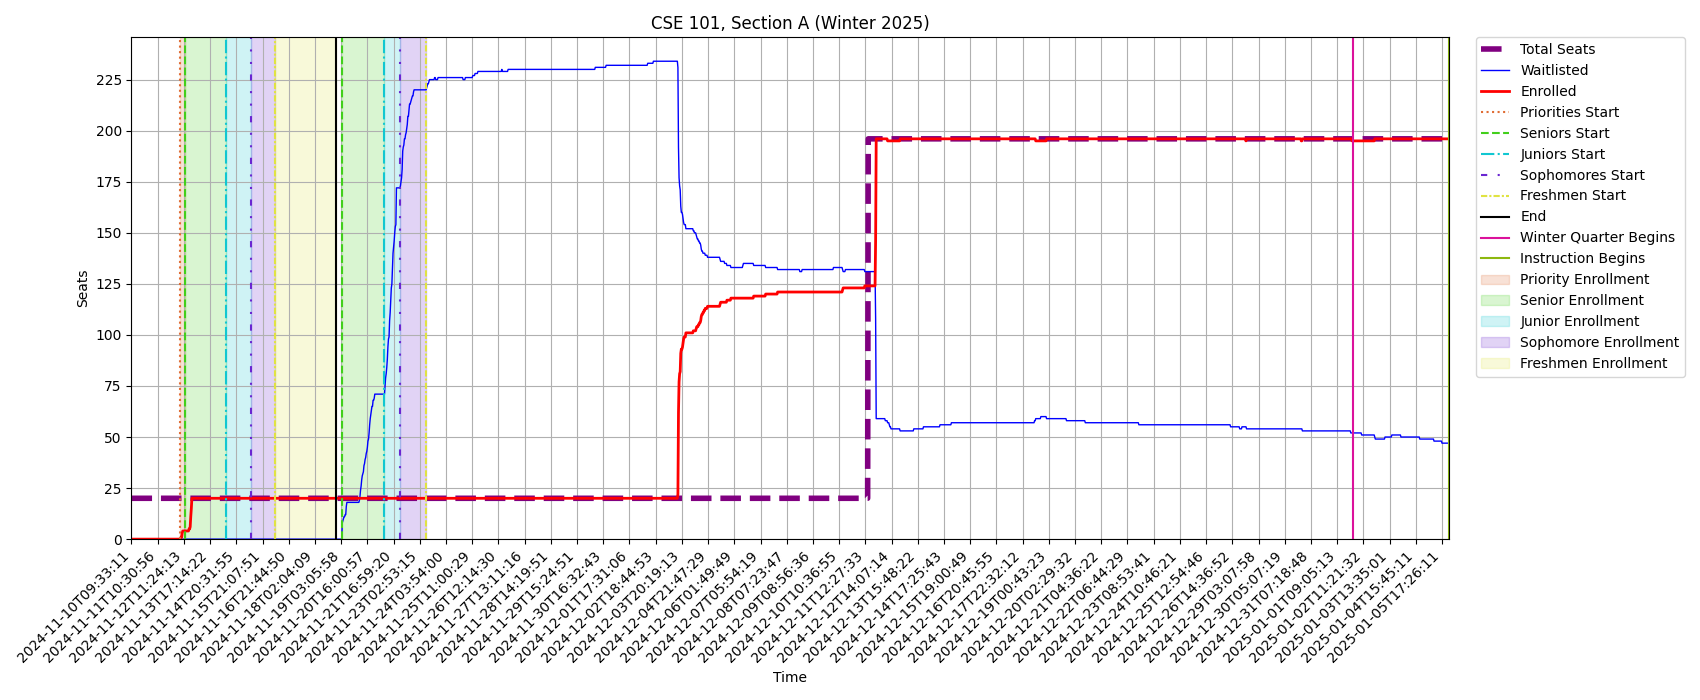 CSE 101, Section A (Winter 2025)
Seats
225
200
175
150
125
100
75
50
25
0
2024-11-10T09:33:11
2024-11-11T10:30:56
2024-11-12T11:24:13
2024-11-13T17:14:22
2024-11-14T20:31:55
2024-11-15T21:07:51
2024-11-16T21:44:50
2024-11-18T02:04:09
2024-11-19T03:05:58
2024-11-20T16:00:57
2024-11-21T16:59:20
2024-11-23T02:53:15
2024-11-24T03:54:00
2024-11-25T11:00:29
2024-11-26T12:14:30
2024-11-27T13:11:16
2024-11-28T14:19:51
2024-11-29T15:24:51
2024-11-30T16:32:43
2024-12-01T17:31:06
2024-12-02T18:44:53
2024-12-03T20:19:13
2024-12-04T21:47:29
2024-12-06T01:49:49
2024-12-07T05:54:19
2024-12-08T07:23:47
2024-12-09T08:56:36
2024-12-10T10:36:55
2024-12-11T12:27:33
2024-12-12T14:07:14
2024-12-13T15:48:22
2024-12-14T17:25:43
2024-12-15T19:00:49
2024-12-16T20:45:55
2024-12-17T22:32:12
2024-12-19T00:43:23
2024-12-20T02:29:32
2024-12-21T04:36:22
2024-12-22T06:44:29
2024-12-23T08:53:41
2024-12-24T10:46:21
2024-12-25T12:54:46
2024-12-26T14:36:52
2024-12-29T03:07:58
2024-12-30T05:07:19
2024-12-31T07:18:48
2025-01-01T09:05:13
2025-01-02T11:21:32
2025-01-03T13:35:01
2025-01-04T15:45:11
2025-01-05T17:26:11
Time
Total Seats
Waitlisted
Enrolled
Priorities Start
Seniors Start
Juniors Start
Sophomores Start
Freshmen Start
End
Winter Quarter Begins
Instruction Begins
Priority Enrollment
Senior Enrollment
Junior Enrollment
Sophomore Enrollment
Freshmen Enrollment